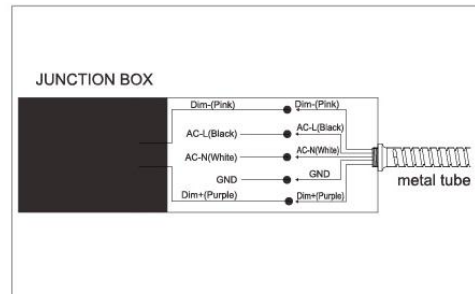 JUNCTION BOX
Dim-(Pink) Dim-(Pink)
AC-L(Black) AC-L(Black)
AC-N(White) AC-N(White)
GND GND
Dim+(Purple) Dim+(Purple)
metal tube